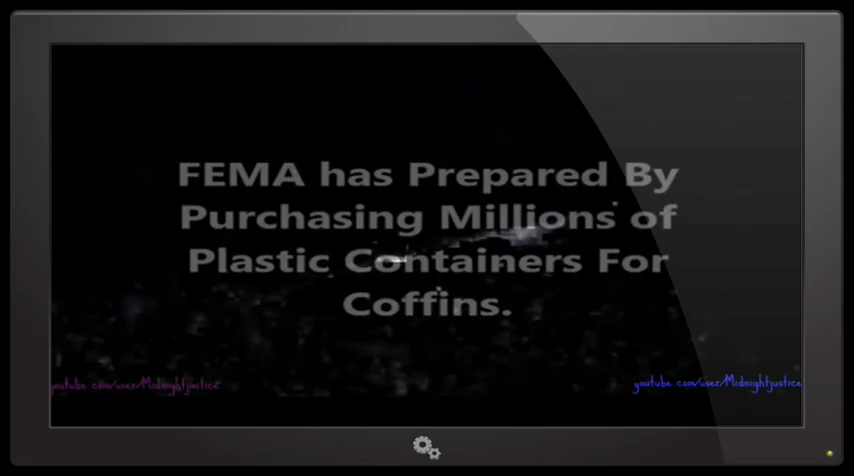 FEMA has Prepared By
Purchasing Millions of
Plastic Containers For
Coffins.
youtube.com/user/Midnightjustice
youtube.com/user/Midnightjustice